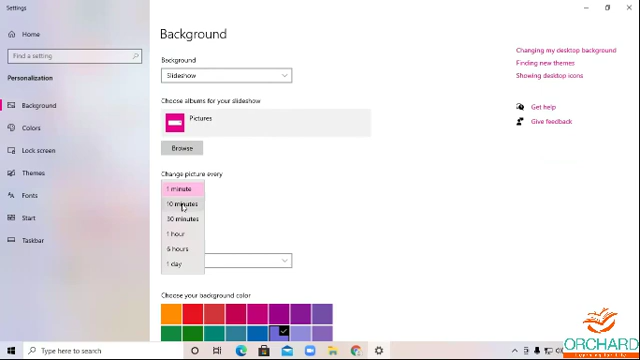 Settings
Home
Find a setting
Personalization
Background
Colors
Lock screen
Themes
Fonts
Start
Taskbar
Background
Background
Slideshow
Choose albums for your slideshow
Pictures
Browse
Change picture every
1 minute
10 minutes
30 minutes
1 hour
6 hours
1 day
Choose your background color
Changing my desktop background
Finding new themes
Showing desktop icons
Get help
Give feedback
Type here to search
ORCHARD